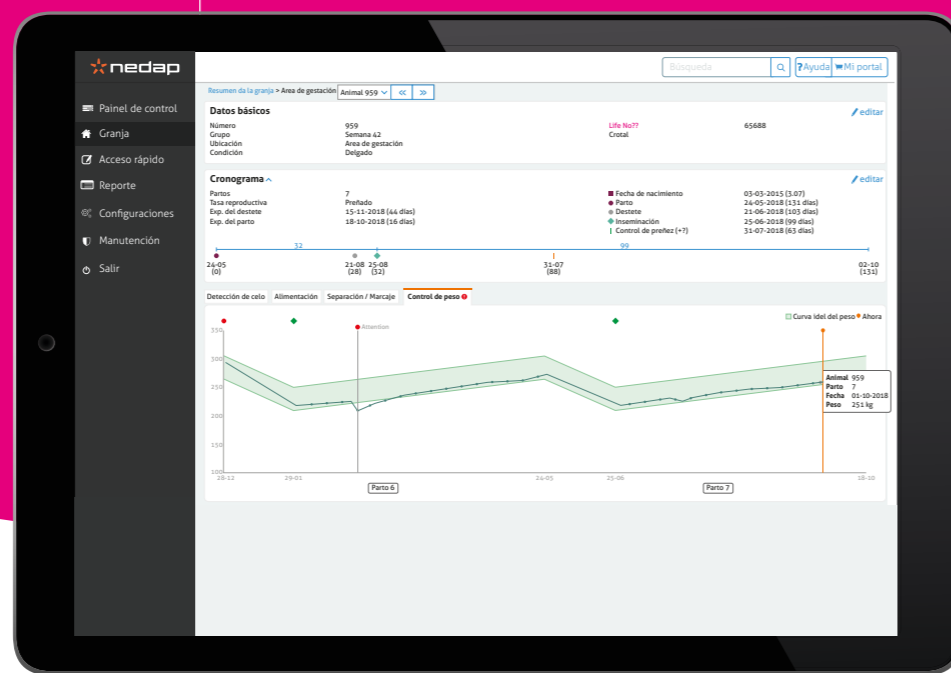 nedap
Búsqueda
?Ayuda
Mi portal
Painel de control
Granja
Acceso rápido
Reporte
Configuraciones
Manutención
Salir
Resumen da la granja > Area de gestación
Animal 959
<<
>>
Datos básicos
editar
Número 959 Life No?? 65688
Grupo Semana 42 Crotal
Ubicación Area de gestación
Condición Delgado
Cronograma
editar
Partos 7 Fecha de nacimiento 03-03-2015 (3.07)
Tasa reproductiva Preñado Parto 24-05-2018 (131 dias)
Exp. del destete 15-11-2018 (44 dias) Destete 21-06-2018 (103 dias)
Exp. del parto 18-10-2018 (16 dias) Inseminación 25-06-2018 (99 dias)
Control de preñez (+?) 31-07-2018 (63 dias)
32 99
24-05 21-08 25-08 31-07 02-10
(0) (28) (32) (88) (131)
Detección de celo Alimentación Separación / Marcaje Control de peso
Curva idel del peso Ahora
Attention
350
300
250
200
150
100
Animal 959
Parto 7
Fecha 01-10-2018
Peso 251 kg
28-12 29-01 24-05 25-06 18-10
Parto 6 Parto 7